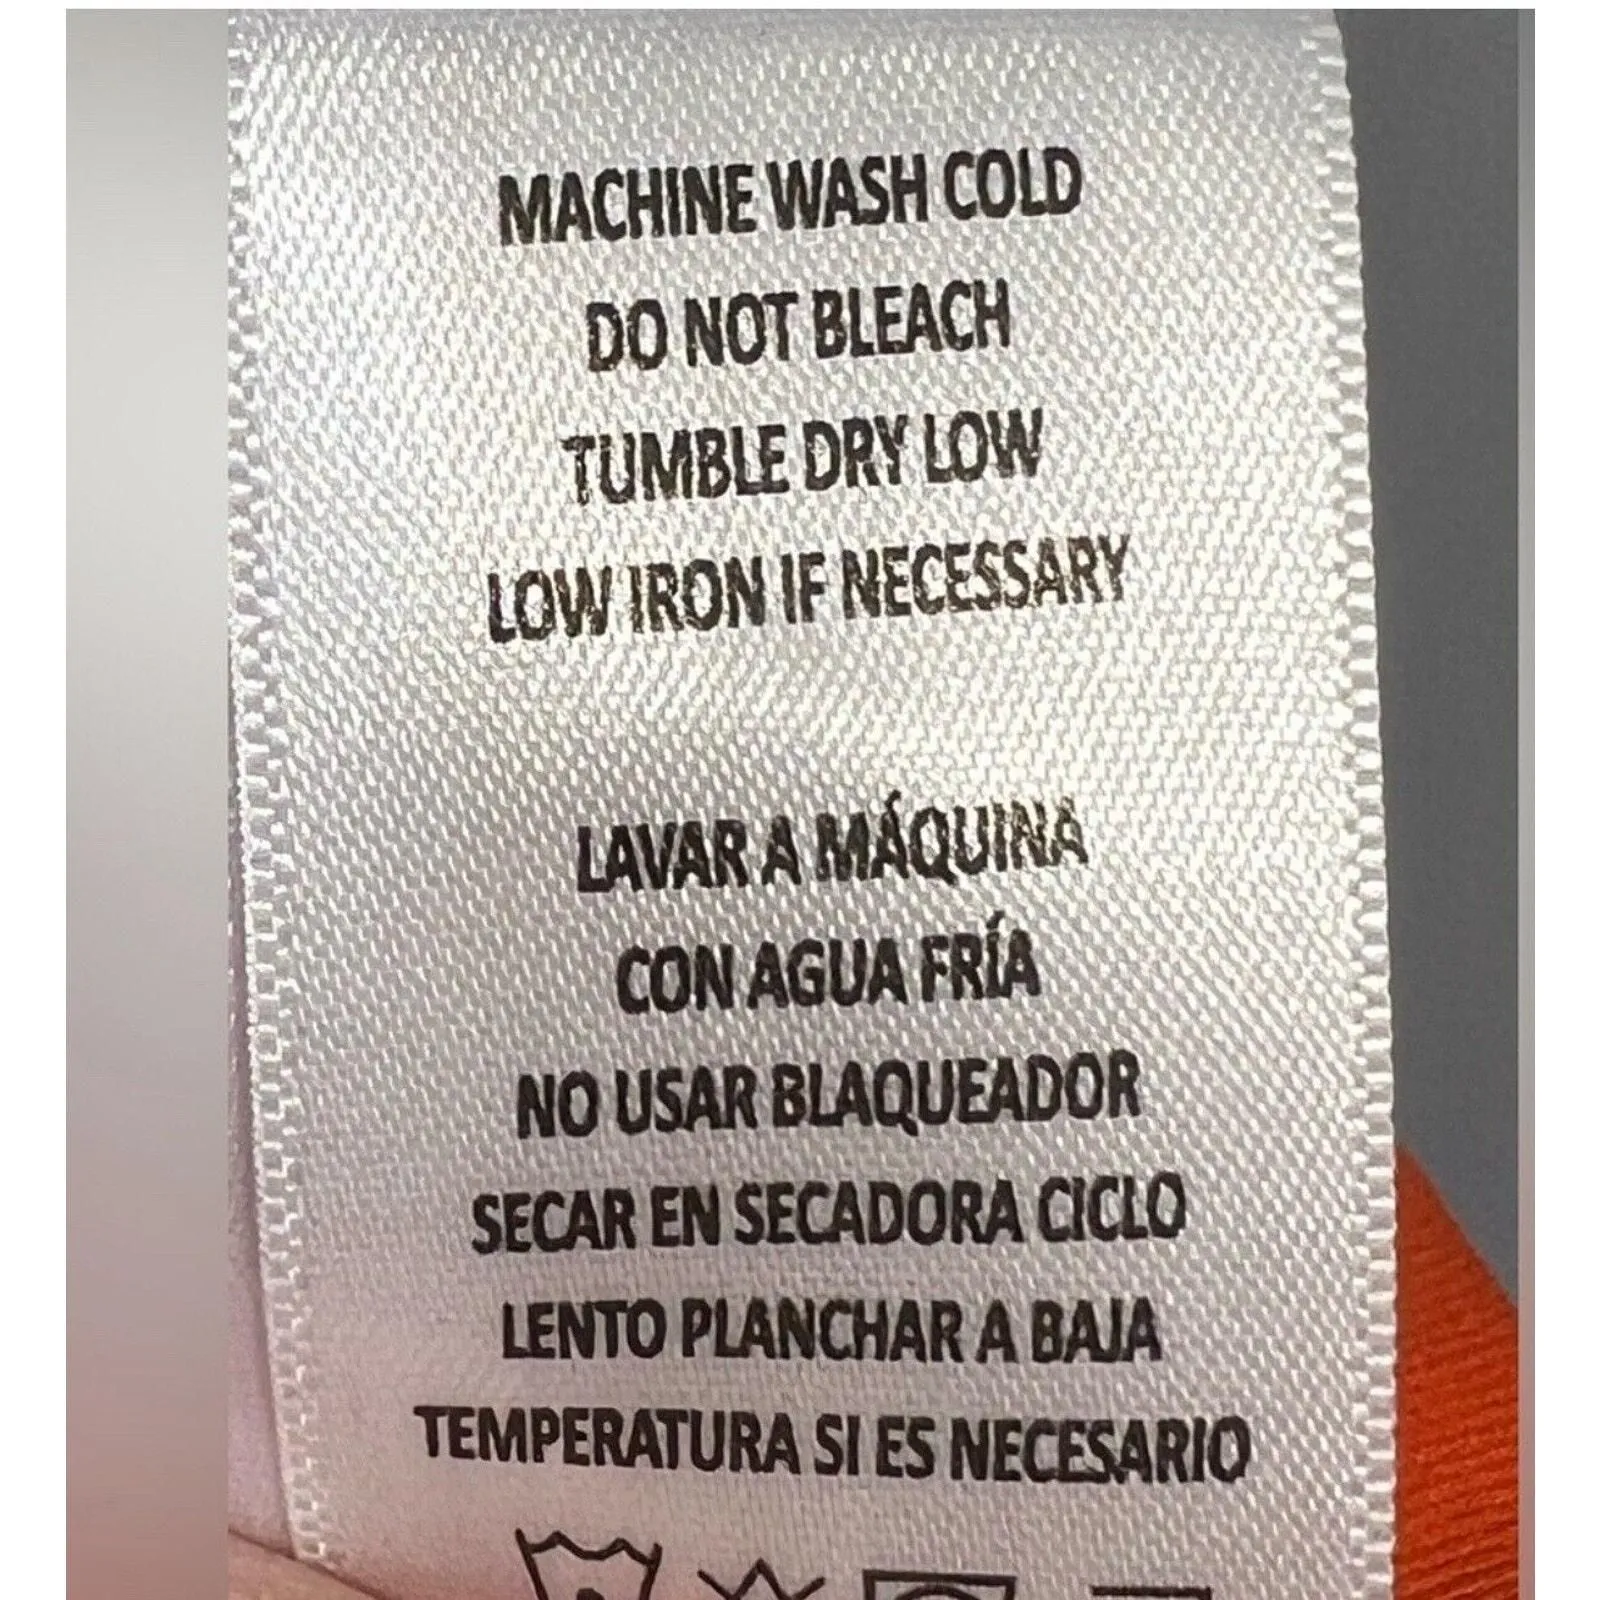 MACHINE WASH COLD
DO NOT BLEACH
TUMBLE DRY LOW
LOW IRON IF NECESSARY
LAVAR A MÁQUINA
CON AGUA FRÍA
NO USAR BLAQUEADOR
SECAR EN SECADORA CICLO
LENTO PLANCHAR A BAJA
TEMPERATURA SI ES NECESARIO